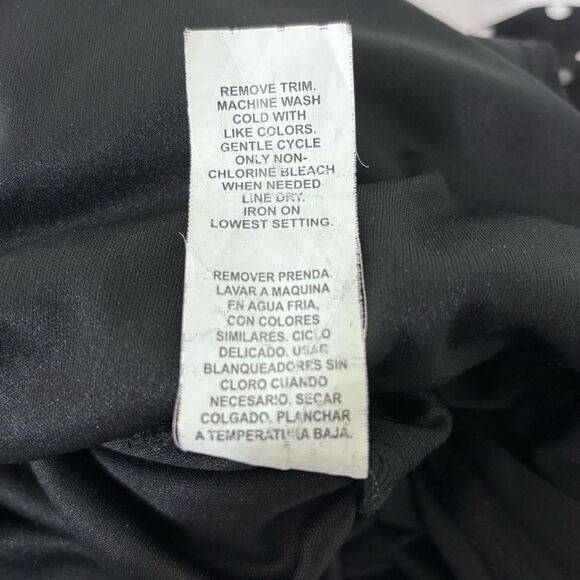 REMOVE TRIM.
MACHINE WASH
COLD WITH
LIKE COLORS.
GENTLE CYCLE
ONLY NON-
CHLORINE BLEACH
WHEN NEEDED
LINE DRY.
IRON ON
LOWEST SETTING.
REMOVER PRENDA.
LAVAR A MAQUINA
EN AGUA FRIA,
CON COLORES
SIMILARES. CICLO
DELICADO. USAR
BLANQUEADORES SIN
CLORO CUANDO
NECESARIO. SECAR
COLGADO. PLANCHAR
A TEMPERATURA BAJA.